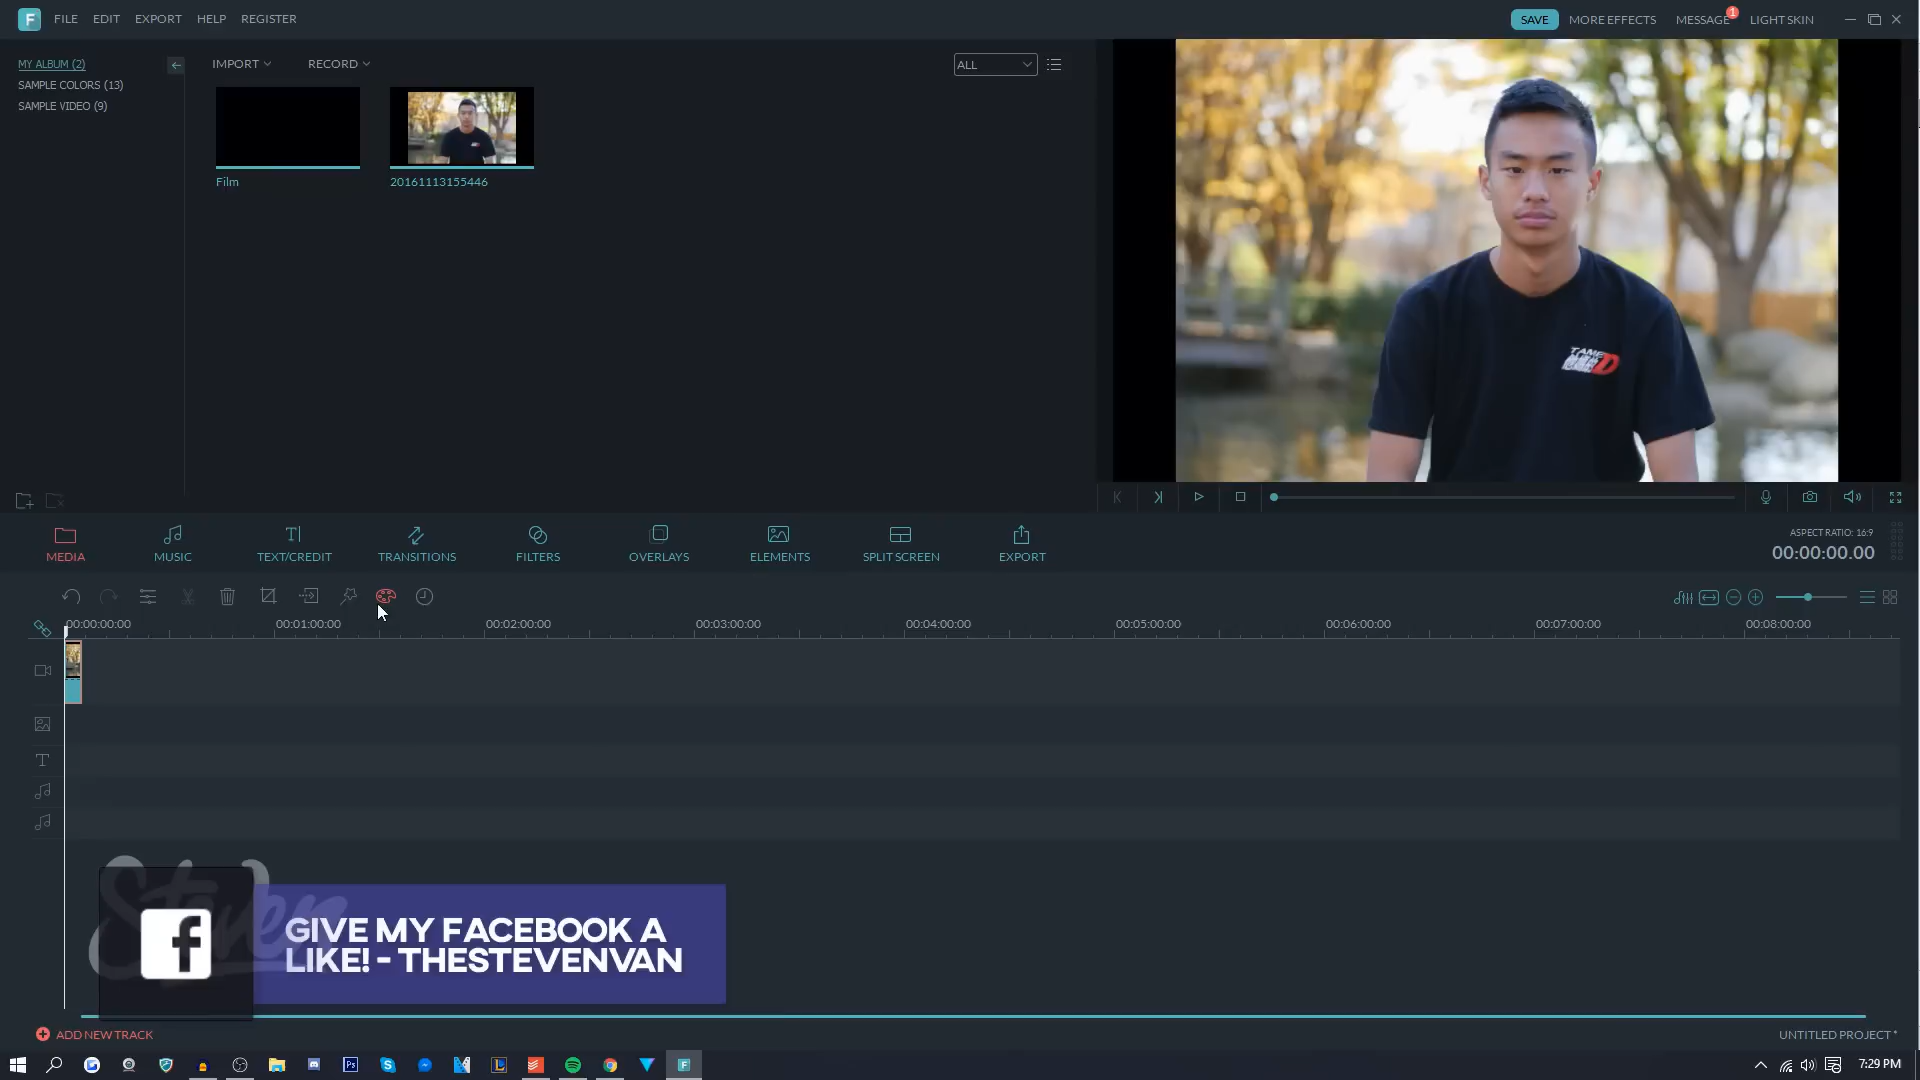 F FILE EDIT EXPORT HELP REGISTER
SAVE MORE EFFECTS MESSAGE 1 LIGHT SKIN
MY ALBUM (2)
SAMPLE COLORS (13)
SAMPLE VIDEO (9)
IMPORT RECORD ALL
Film
20161113155446
MEDIA MUSIC TEXT/CREDIT TRANSITIONS FILTERS OVERLAYS ELEMENTS SPLIT SCREEN EXPORT
ASPECT RATIO: 16:9
00:00:00.00
00:00:00:00 00:01:00:00 00:02:00:00 00:03:00:00 00:04:00:00 00:05:00:00 00:06:00:00 00:07:00:00 00:08:00:00
Steven
GIVE MY FACEBOOK A
LIKE! - THESTEVENVAN
ADD NEW TRACK
UNTITLED PROJECT *
Ps
7:29 PM